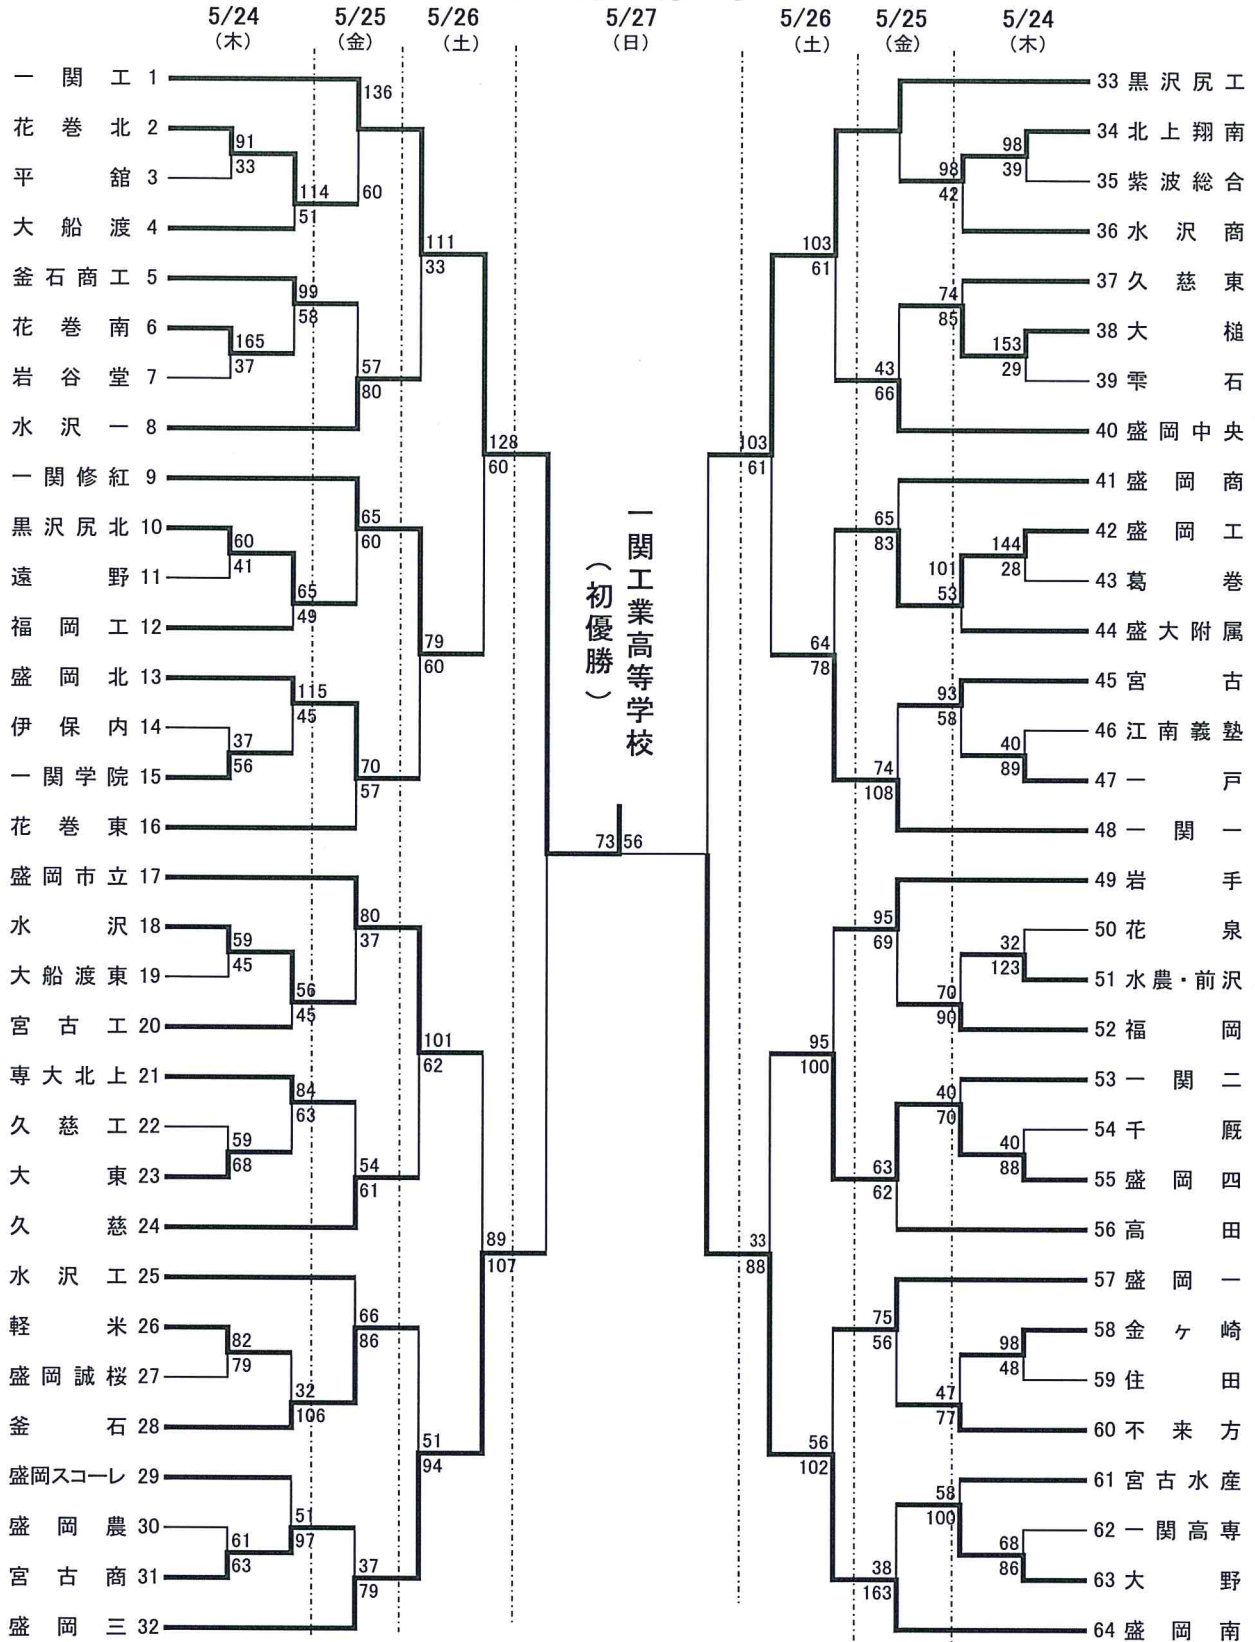 5/24 5/25 5/26 5/27 5/26 5/25 5/24
(木) (金) (土) (日) (土) (金) (木)
一関工 1
花巻北 2
平舘 3
大船渡 4
釜石商工 5
花巻南 6
岩谷堂 7
水沢一 8
一関修紅 9
黒沢尻北 10
遠野 11
福岡工 12
盛岡北 13
伊保内 14
一関学院 15
花巻東 16
盛岡市立 17
水沢 18
大船渡東 19
宮古工 20
専大北上 21
久慈工 22
大東 23
久慈 24
水沢工 25
軽米 26
盛岡誠桜 27
釜石 28
盛岡スコーレ 29
盛岡農 30
宮古商 31
盛岡三 32
91
33
165
37
60
41
37
56
59
45
59
68
82
79
61
63
114
51
99
58
65
49
115
45
56
45
84
63
32
106
51
97
136
60
57
80
65
60
70
57
80
37
54
61
66
86
37
79
111
33
79
60
101
62
51
94
128
60
89
107
一関工業高等学校
(初優勝)
73 56
103
61
33
88
103
61
64
78
95
100
56
102
43
66
65
83
74
108
95
69
63
62
75
56
38
163
98
42
74
85
101
53
93
58
70
90
40
70
47
77
58
100
98
39
153
29
144
28
40
89
32
123
40
88
98
48
68
86
33 黒沢尻工
34 北上翔南
35 紫波総合
36 水沢商
37 久慈東
38 大槌
39 雫石
40 盛岡中央
41 盛岡商
42 盛岡工
43 葛巻
44 盛大附属
45 宮古
46 江南義塾
47 一戸
48 一関一
49 岩手
50 花泉
51 水農・前沢
52 福岡
53 一関二
54 千厩
55 盛岡四
56 高田
57 盛岡一
58 金ヶ崎
59 住田
60 不来方
61 宮古水産
62 一関高専
63 大野
64 盛岡南